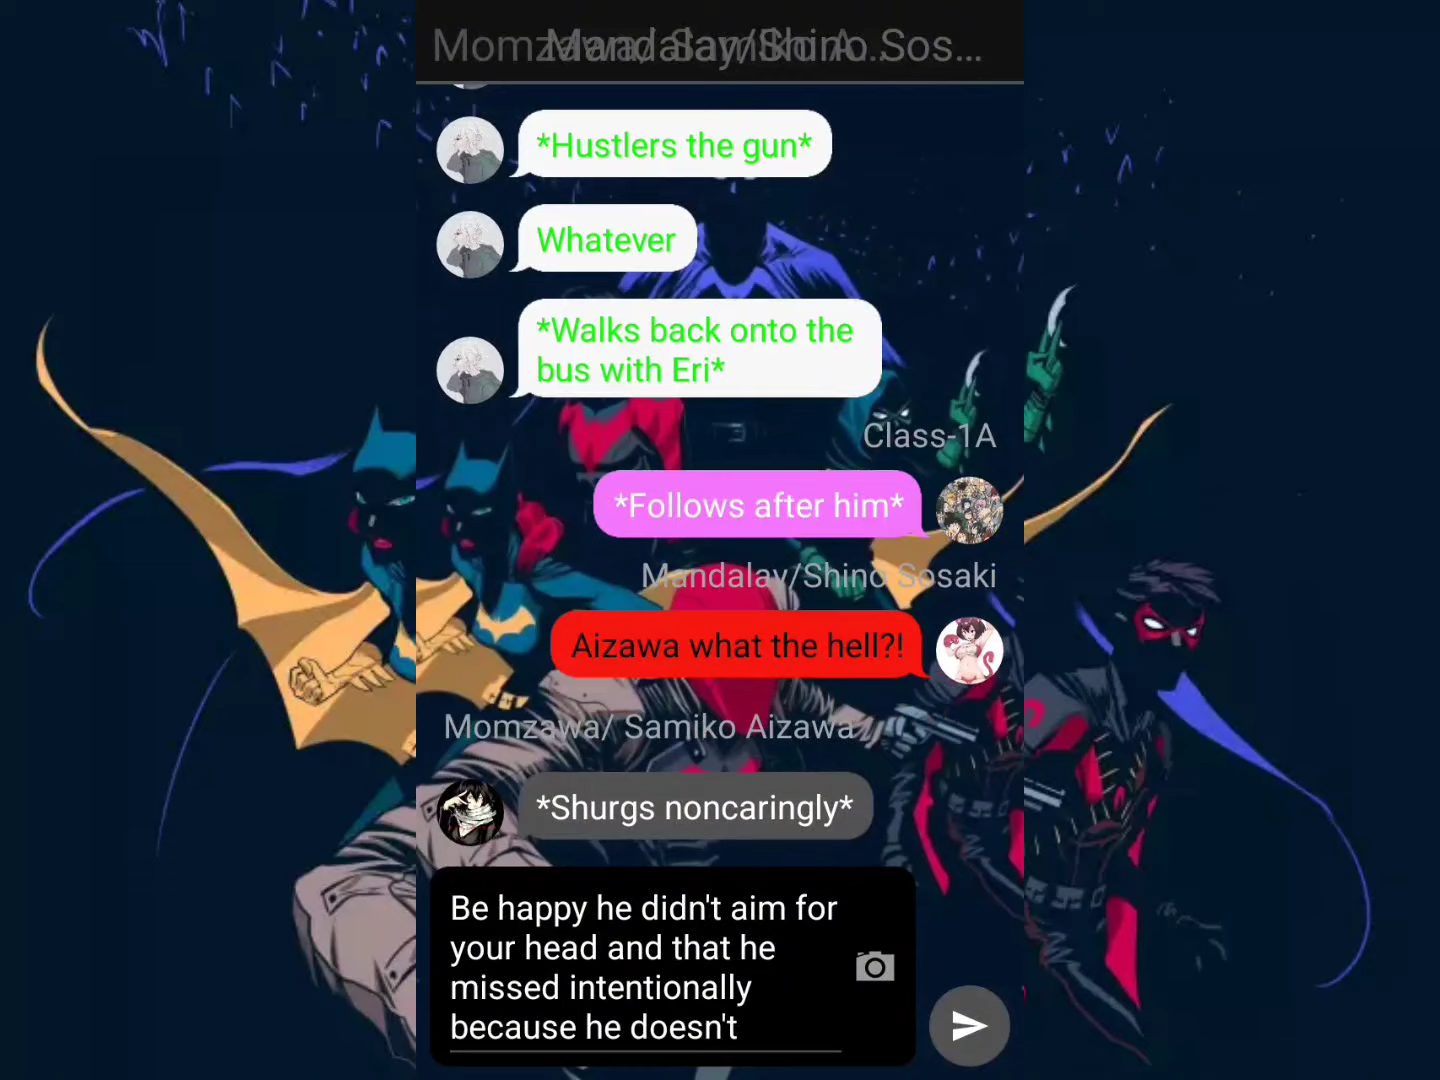 *Hustlers the gun*
Whatever
*Walks back onto the
bus with Eri*
Class-1A
*Follows after him*
Mandalay/Shino Sosaki
Aizawa what the hell?!
Momzawa/ Samiko Aizawa
*Shurgs noncaringly*
Be happy he didn't aim for
your head and that he
missed intentionally
because he doesn't